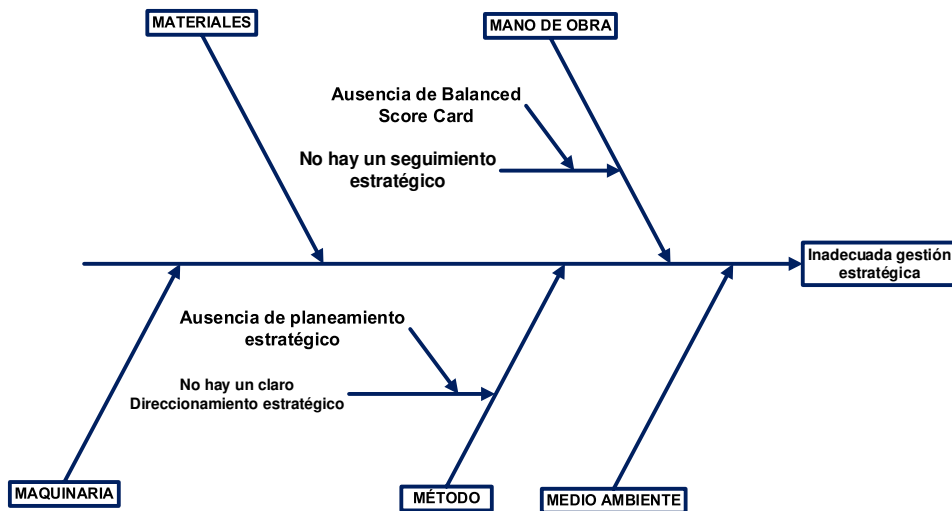 MATERIALES
MANO DE OBRA
Ausencia de Balanced
Score Card
No hay un seguimiento
estratégico
Inadecuada gestión
estratégica
Ausencia de planeamiento
estratégico
No hay un claro
Direccionamiento estratégico
MAQUINARIA
MÉTODO
MEDIO AMBIENTE